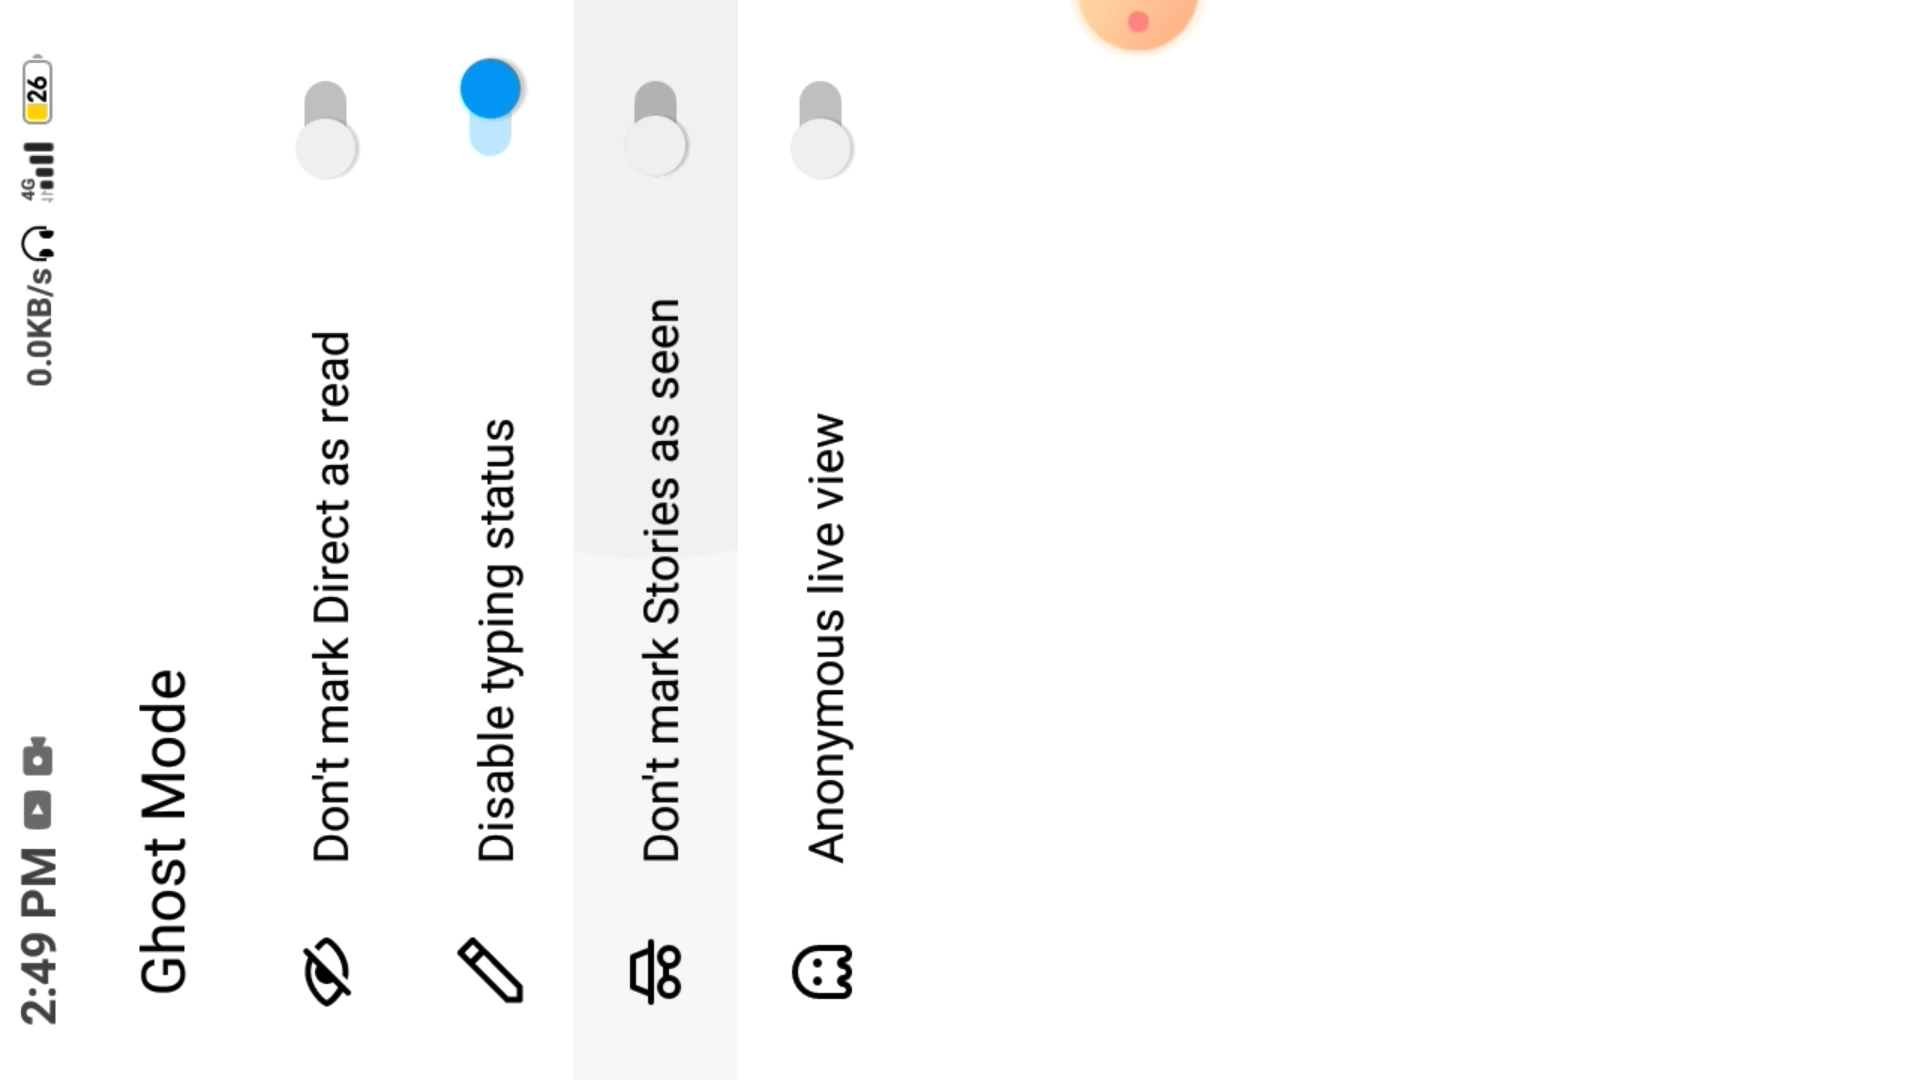 2:49 PM
0.0KB/s
4G
26
Ghost Mode
Don't mark Direct as read
Disable typing status
Don't mark Stories as seen
Anonymous live view